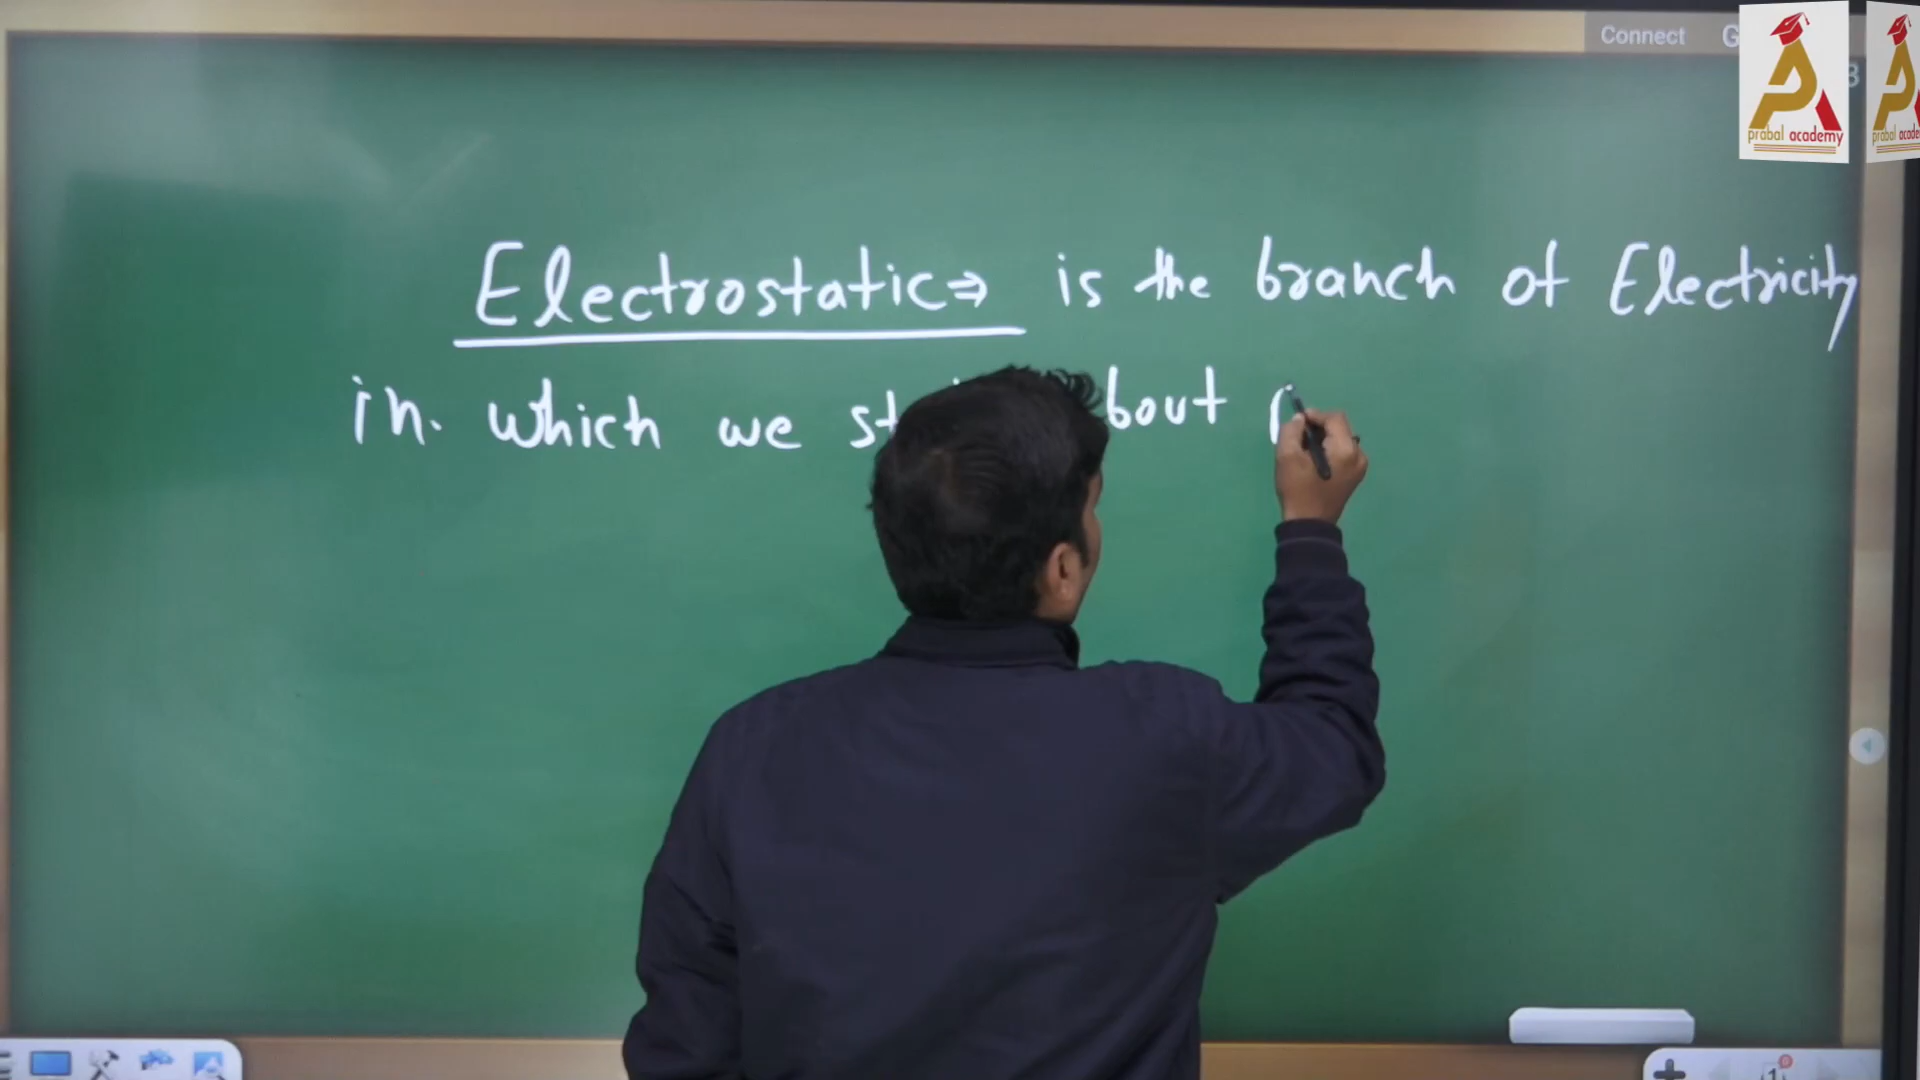 Connect
prabal academy
Electrostatic ⇒ is the branch of Electricity
in. which we bout